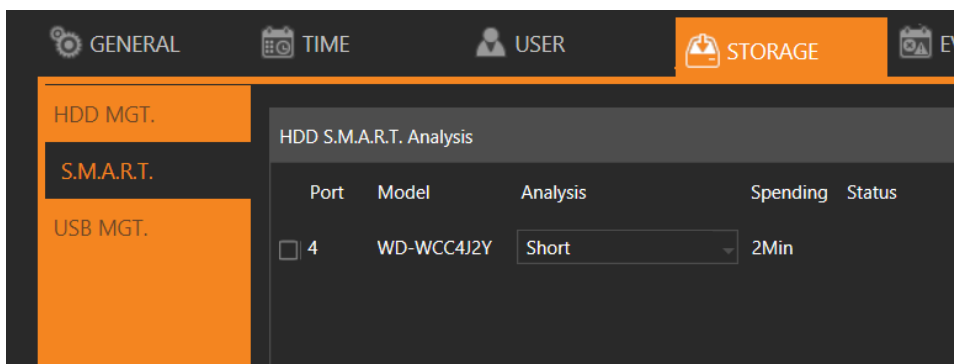 GENERAL TIME USER STORAGE
HDD MGT.
HDD S.M.A.R.T. Analysis
S.M.A.R.T.
Port Model Analysis Spending Status
USB MGT.
4 WD-WCC4J2Y Short 2Min